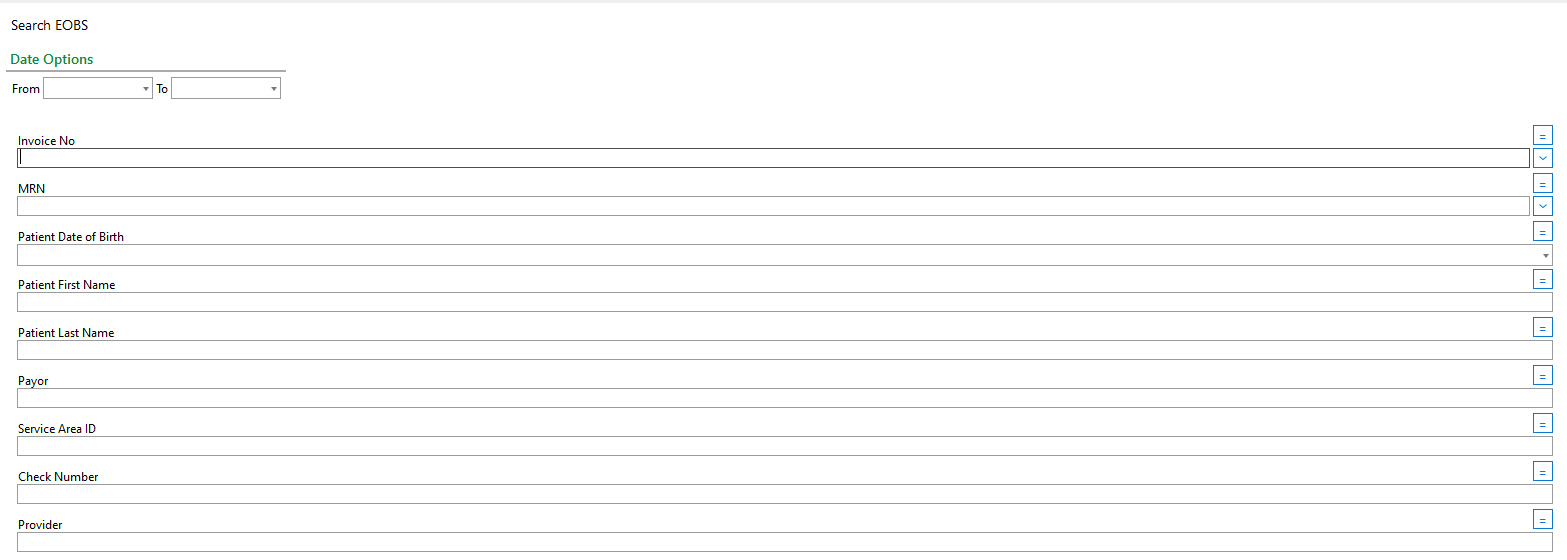 Search EOBS
Date Options
From To
Invoice No
=
MRN
=
Patient Date of Birth
=
Patient First Name
=
Patient Last Name
=
Payor
=
Service Area ID
=
Check Number
=
Provider
=